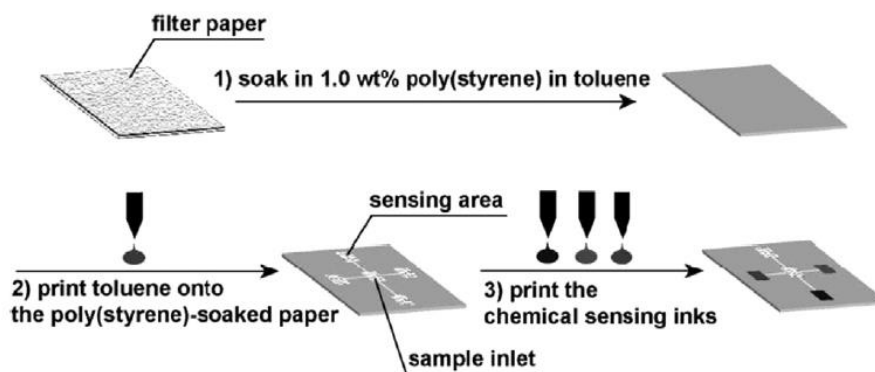 filter paper
1) soak in 1.0 wt% poly(styrene) in toluene
sensing area
2) print toluene onto
the poly(styrene)-soaked paper
3) print the
chemical sensing inks
sample inlet